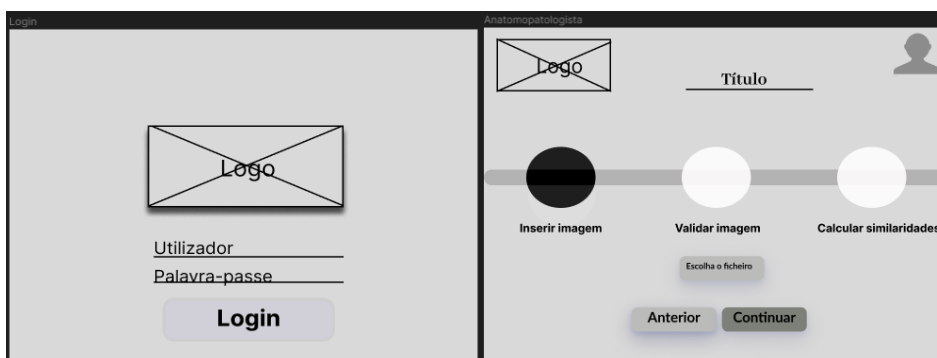 Login
Logo
Utilizador
Palavra-passe
Login
Anatomopatologista
Logo
Título
Inserir imagem
Validar imagem
Calcular similaridades
Escolha o ficheiro
Anterior
Continuar